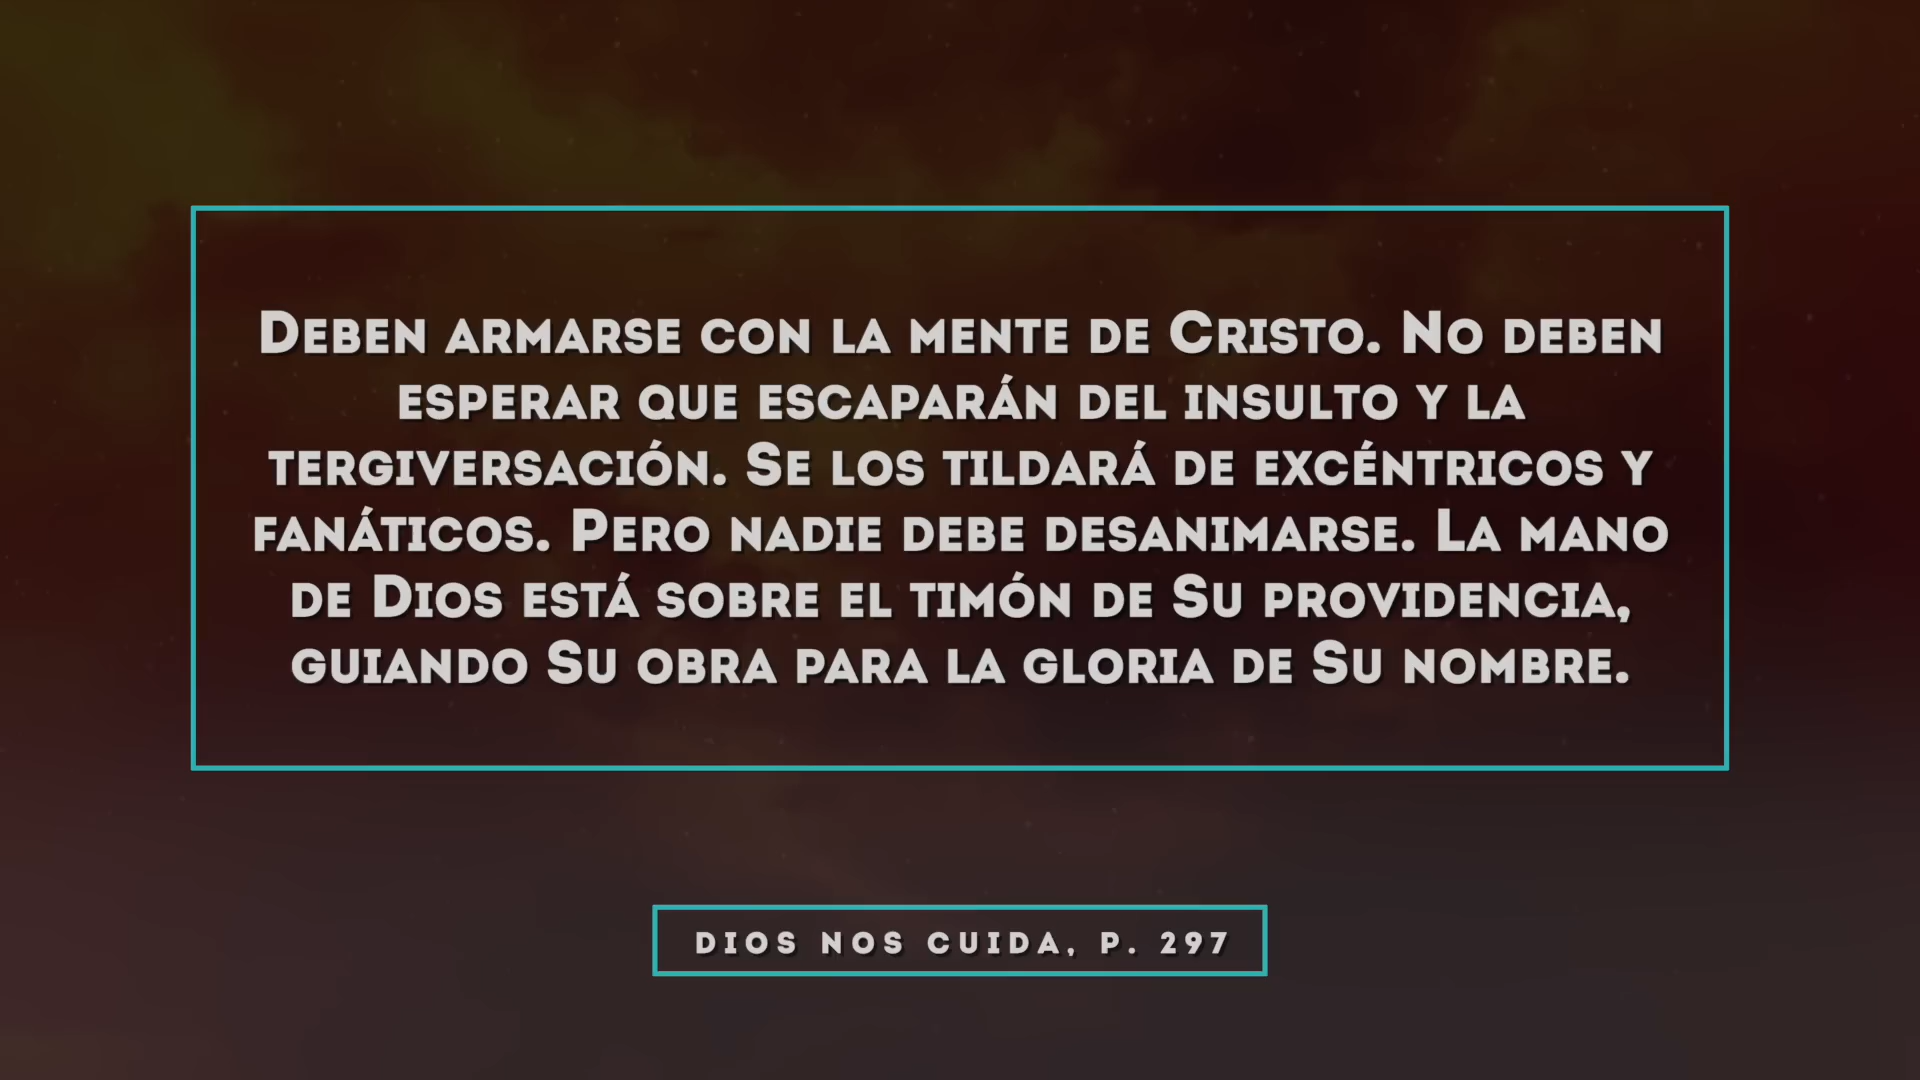 Deben armarse con la mente de Cristo. No deben
esperar que escaparán del insulto y la
tergiversación. Se los tildará de excéntricos y
fanáticos. Pero nadie debe desanimarse. La mano
de Dios está sobre el timón de Su providencia,
guiando Su obra para la gloria de Su nombre.
DIOS NOS CUIDA, P. 297